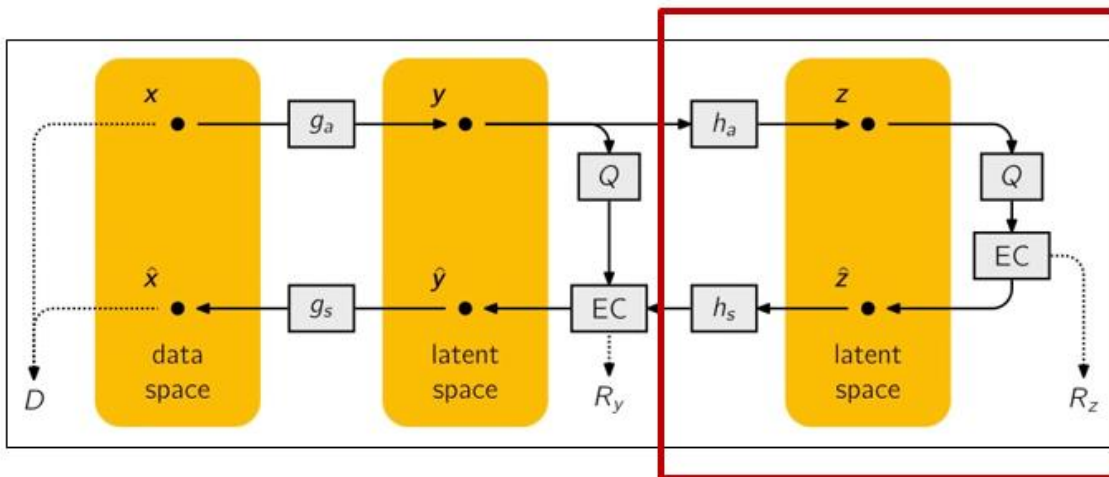 x
y
z
g_a
h_a
Q
Q
EC
x̂
ŷ
ẑ
g_s
EC
h_s
data
space
latent
space
latent
space
D
R_y
R_z